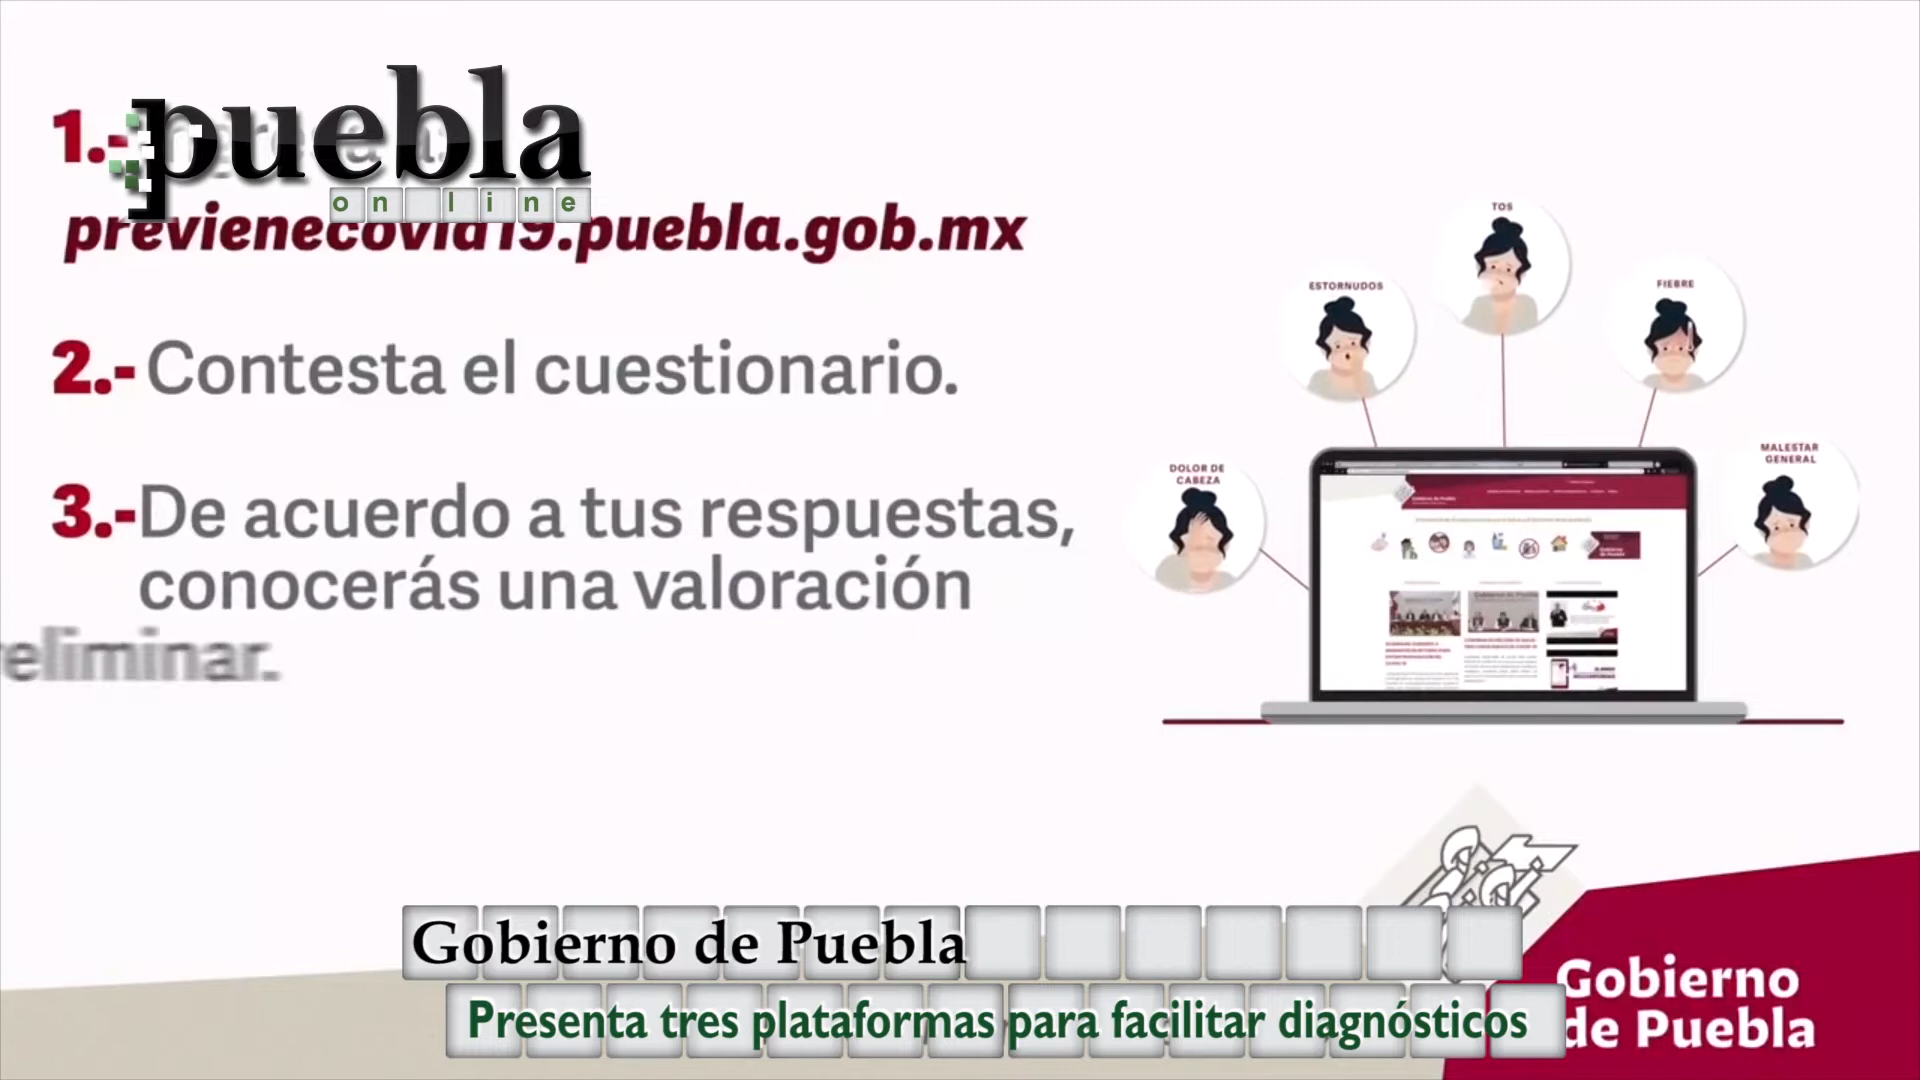 puebla
on line
1.-
previenecovid19.puebla.gob.mx
2.- Contesta el cuestionario.
3.- De acuerdo a tus respuestas,
conocerás una valoración
reliminar.
TOS
ESTORNUDOS
FIEBRE
DOLOR DE
CABEZA
MALESTAR
GENERAL
Gobierno de Puebla
Presenta tres plataformas para facilitar diagnósticos
Gobierno
de Puebla